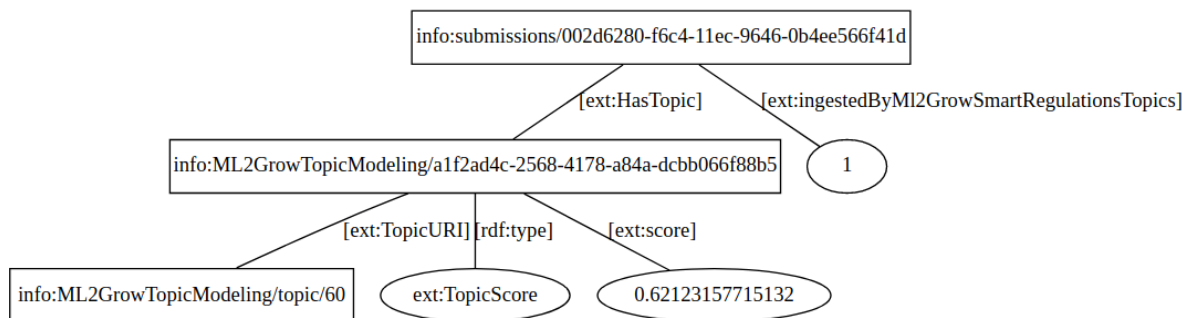 info:submissions/002d6280-f6c4-11ec-9646-0b4ee566f41d
[ext:HasTopic]
[ext:ingestedByMl2GrowSmartRegulationsTopics]
info:ML2GrowTopicModeling/a1f2ad4c-2568-4178-a84a-dcbb066f88b5
1
[ext:TopicURI]
[rdf:type]
[ext:score]
info:ML2GrowTopicModeling/topic/60
ext:TopicScore
0.62123157715132